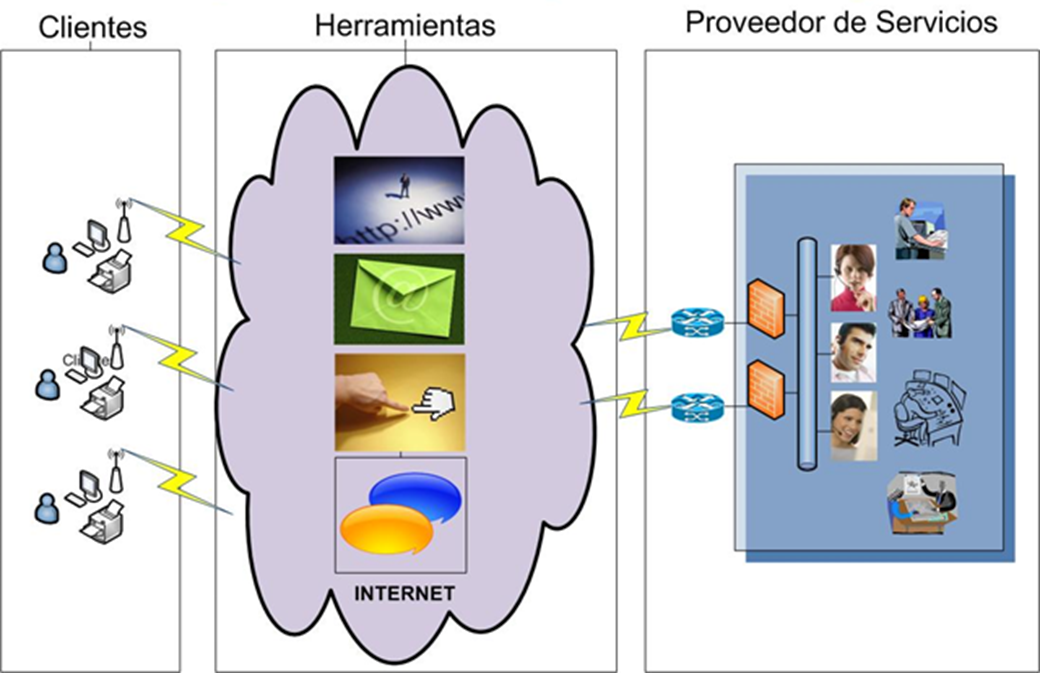 Clientes
Herramientas
Proveedor de Servicios
http://www
@
INTERNET